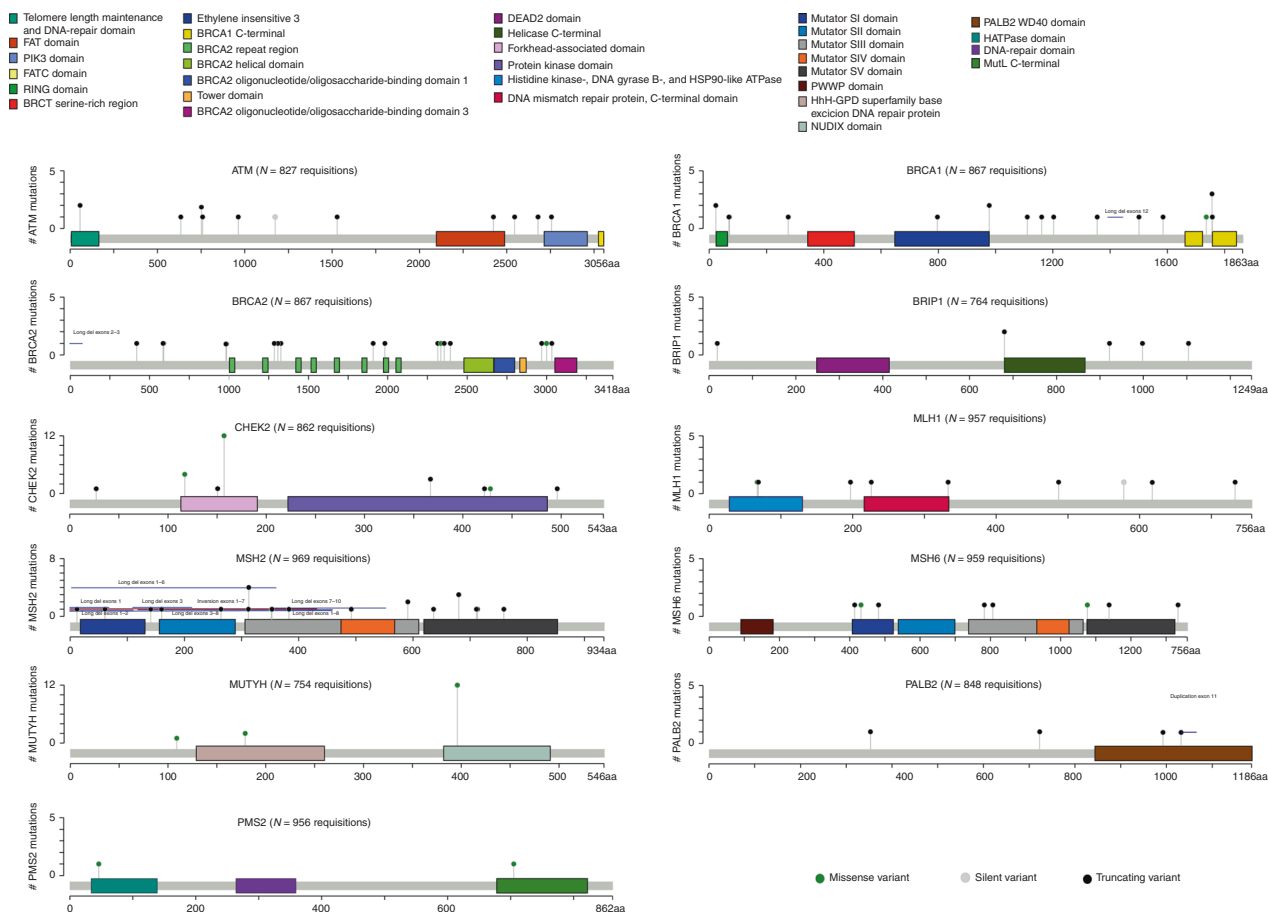 Telomere length maintenance
and DNA-repair domain
FAT domain
PIK3 domain
FATC domain
RING domain
BRCT serine-rich region
Ethylene insensitive 3
BRCA1 C-terminal
BRCA2 repeat region
BRCA2 helical domain
BRCA2 oligonucleotide/oligosaccharide-binding domain 1
Tower domain
BRCA2 oligonucleotide/oligosaccharide-binding domain 3
DEAD2 domain
Helicase C-terminal
Forkhead-associated domain
Protein kinase domain
Histidine kinase-, DNA gyrase B-, and HSP90-like ATPase
DNA mismatch repair protein, C-terminal domain
Mutator SI domain
Mutator SII domain
Mutator SIII domain
Mutator SIV domain
Mutator SV domain
PWWP domain
HhH-GPD superfamily base
excicion DNA repair protein
NUDIX domain
PALB2 WD40 domain
HATPase domain
DNA-repair domain
MutL C-terminal
ATM (N = 827 requisitions)
# ATM mutations
5
0
0 500 1000 1500 2000 2500 3056aa
BRCA1 (N = 867 requisitions)
# BRCA1 mutations
5
0
Long del exons 12
0 400 800 1200 1600 1863aa
BRCA2 (N = 867 requisitions)
# BRCA2 mutations
5
0
Long del exons 2–3
0 500 1000 1500 2000 2500 3000 3418aa
BRIP1 (N = 764 requisitions)
# BRIP1 mutations
5
0
0 200 400 600 800 1000 1249aa
CHEK2 (N = 862 requisitions)
# CHEK2 mutations
12
0
0 100 200 300 400 500 543aa
MLH1 (N = 957 requisitions)
# MLH1 mutations
5
0
0 200 400 600 756aa
MSH2 (N = 969 requisitions)
# MSH2 mutations
8
4
0
Long del exons 1–6
Long del exons 1 Long del exons 3 Inversion exons 1–7 Long del exons 7–10
Long del exons 1–2 Long del exons 3–8 Long del exons 1–8
0 200 400 600 800 934aa
MSH6 (N = 959 requisitions)
# MSH6 mutations
5
0
0 200 400 600 800 1000 1200 756aa
MUTYH (N = 754 requisitions)
# MUTYH mutations
12
0
0 100 200 300 400 500 546aa
PALB2 (N = 848 requisitions)
# PALB2 mutations
5
0
Duplication exon 11
0 200 400 600 800 1000 1186aa
PMS2 (N = 956 requisitions)
# PMS2 mutations
5
0
0 200 400 600 862aa
Missense variant
Silent variant
Truncating variant